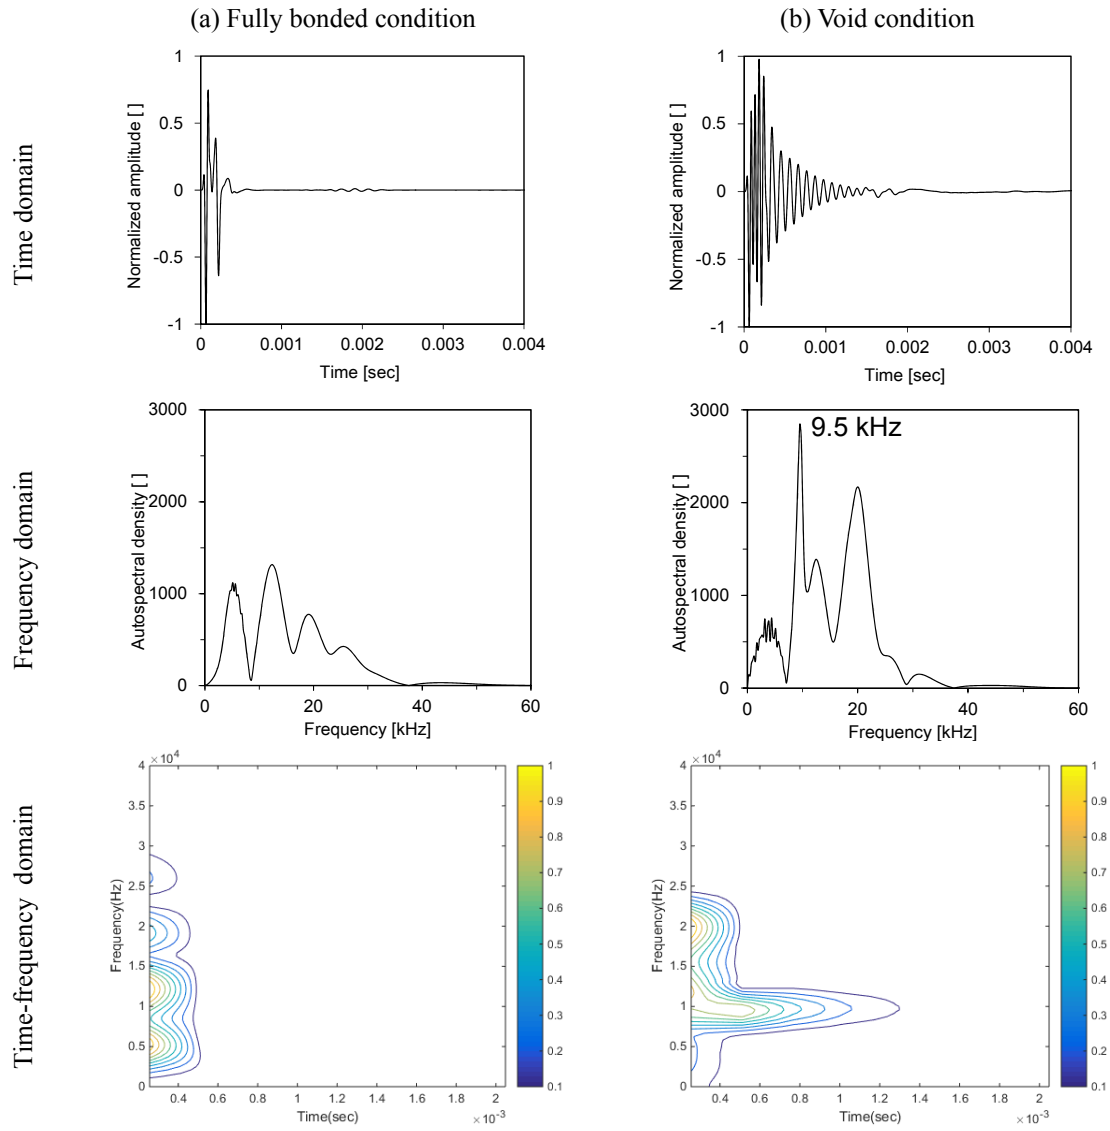 (a) Fully bonded condition
(b) Void condition
Time domain
Normalized amplitude [ ]
1
0.5
0
-0.5
-1
0 0.001 0.002 0.003 0.004
Time [sec]
Normalized amplitude [ ]
1
0.5
0
-0.5
-1
0 0.001 0.002 0.003 0.004
Time [sec]
Frequency domain
Autospectral density [ ]
3000
2000
1000
0
0 20 40 60
Frequency [kHz]
Autospectral density [ ]
3000
2000
1000
0
9.5 kHz
0 20 40 60
Frequency [kHz]
Time-frequency domain
Frequency(Hz)
×10⁴
4
3.5
3
2.5
2
1.5
1
0.5
0
0.4 0.6 0.8 1 1.2 1.4 1.6 1.8 2
Time(sec)
×10⁻³
1
0.9
0.8
0.7
0.6
0.5
0.4
0.3
0.2
0.1
Frequency(Hz)
×10⁴
4
3.5
3
2.5
2
1.5
1
0.5
0
0.4 0.6 0.8 1 1.2 1.4 1.6 1.8 2
Time(sec)
×10⁻³
1
0.9
0.8
0.7
0.6
0.5
0.4
0.3
0.2
0.1